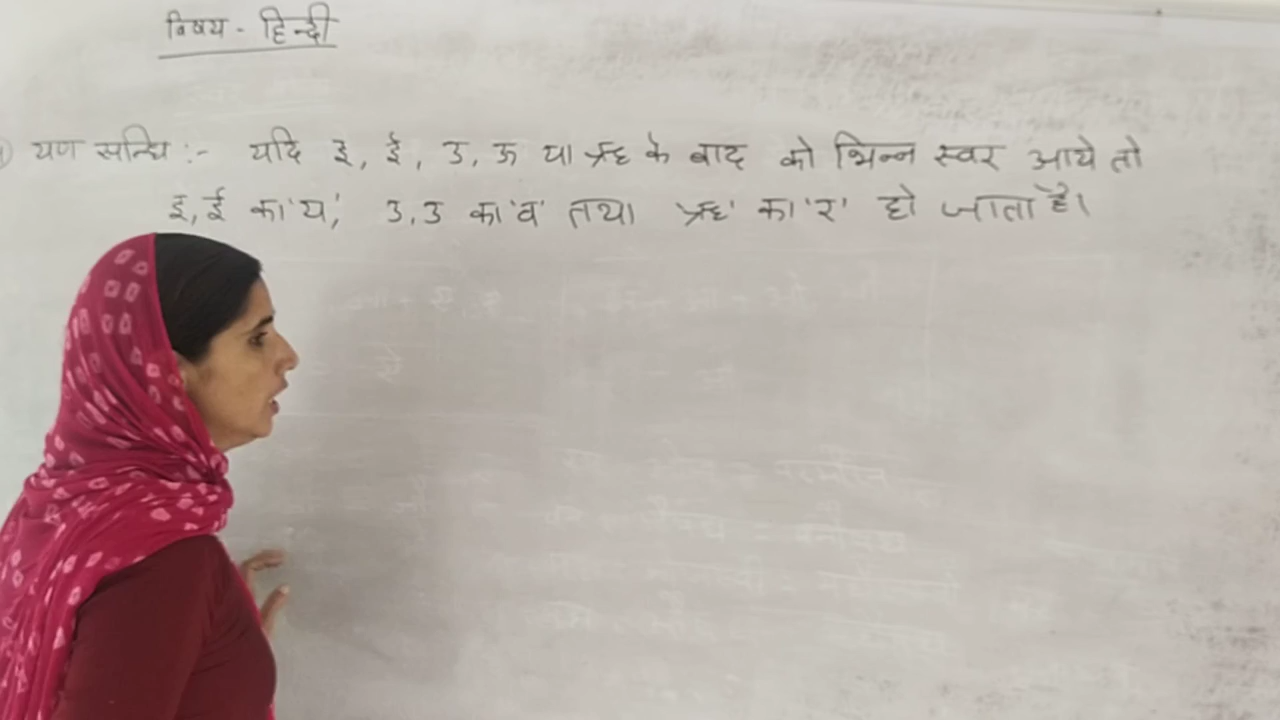 विषय - हिन्दी
यण सन्धि :- यदि इ, ई, उ, ऊ या ऋ के बाद को भिन्न स्वर आये तो
इ, ई का 'य', उ, उ का 'व' तथा 'ऋ' का 'र' हो जाता है।